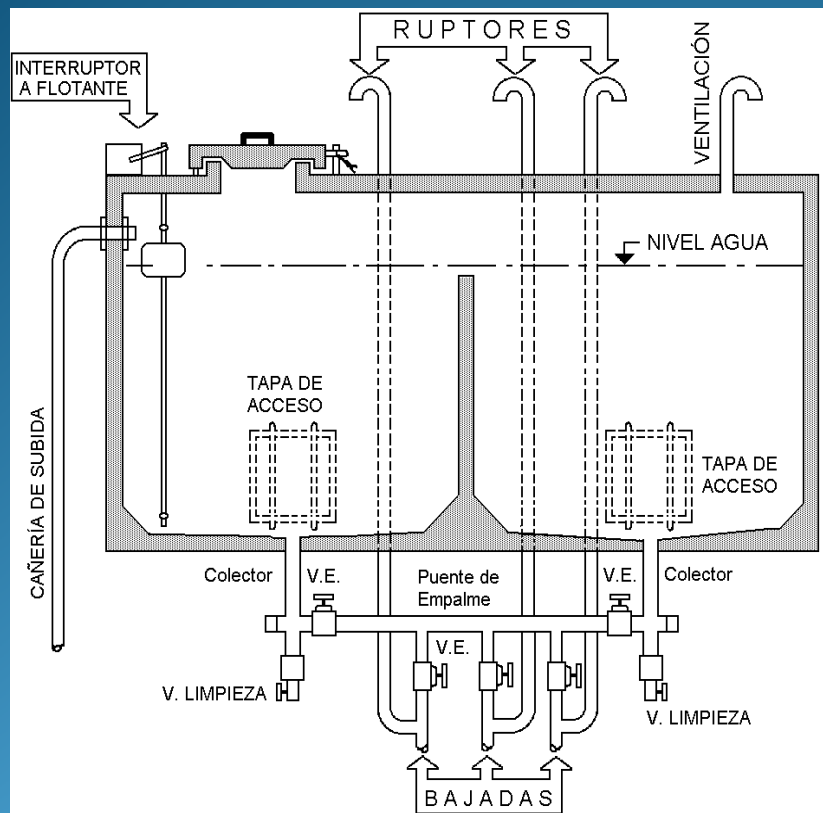 RUPTORES
INTERRUPTOR
A FLOTANTE
VENTILACIÓN
NIVEL AGUA
CAÑERÍA DE SUBIDA
TAPA DE
ACCESO
TAPA DE
ACCESO
Colector
V.E.
Puente de
Empalme
V.E.
Colector
V.E.
V. LIMPIEZA
V. LIMPIEZA
BAJADAS